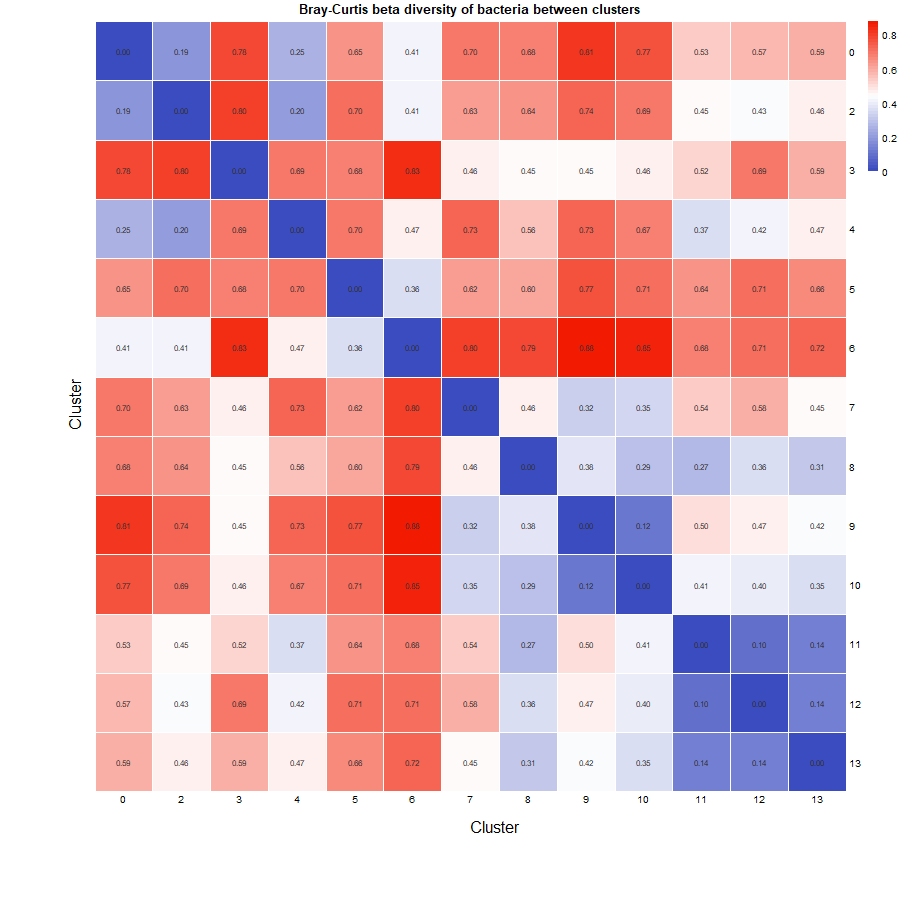 Bray-Curtis beta diversity of bacteria between clusters
0.00 0.19 0.76 0.25 0.65 0.41 0.70 0.66 0.81 0.77 0.53 0.57 0.59 0
0.19 0.00 0.80 0.20 0.70 0.41 0.63 0.64 0.74 0.69 0.45 0.43 0.46 2
0.76 0.80 0.00 0.69 0.66 0.83 0.46 0.45 0.45 0.46 0.52 0.69 0.59 3
0.25 0.20 0.69 0.00 0.70 0.47 0.73 0.56 0.73 0.67 0.37 0.42 0.47 4
0.65 0.70 0.66 0.70 0.00 0.36 0.62 0.60 0.77 0.71 0.64 0.71 0.66 5
0.41 0.41 0.83 0.47 0.36 0.00 0.80 0.79 0.88 0.85 0.68 0.71 0.72 6
0.70 0.63 0.46 0.73 0.62 0.80 0.00 0.46 0.32 0.35 0.54 0.58 0.45 7
0.66 0.64 0.45 0.56 0.60 0.79 0.46 0.00 0.38 0.29 0.27 0.36 0.31 8
0.81 0.74 0.45 0.73 0.77 0.88 0.32 0.38 0.00 0.12 0.50 0.47 0.42 9
0.77 0.69 0.46 0.67 0.71 0.85 0.35 0.29 0.12 0.00 0.41 0.40 0.35 10
0.53 0.45 0.52 0.37 0.64 0.68 0.54 0.27 0.50 0.41 0.00 0.10 0.14 11
0.57 0.43 0.69 0.42 0.71 0.71 0.58 0.36 0.47 0.40 0.10 0.00 0.14 12
0.59 0.46 0.59 0.47 0.66 0.72 0.45 0.31 0.42 0.35 0.14 0.14 0.00 13
0 2 3 4 5 6 7 8 9 10 11 12 13
Cluster
Cluster
0.8
0.6
0.4
0.2
0